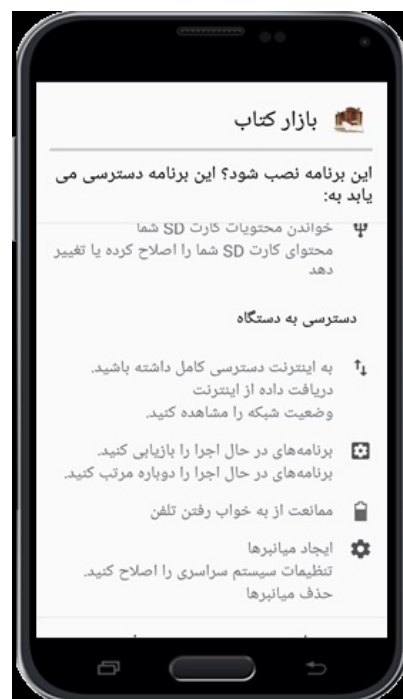 بازار کتاب
این برنامه نصب شود؟ این برنامه دسترسی می
یابد به:
خواندن محتویات کارت SD شما
محتوای کارت SD شما را اصلاح کرده یا تغییر
دهد
دسترسی به دستگاه
به اینترنت دسترسی کامل داشته باشید.
دریافت داده از اینترنت
وضعیت شبکه را مشاهده کنید.
برنامه‌های در حال اجرا را بازیابی کنید.
برنامه‌های در حال اجرا را دوباره مرتب کنید.
ممانعت از به خواب رفتن تلفن
ایجاد میانبرها
تنظیمات سیستم سراسری را اصلاح کنید.
حذف میانبرها